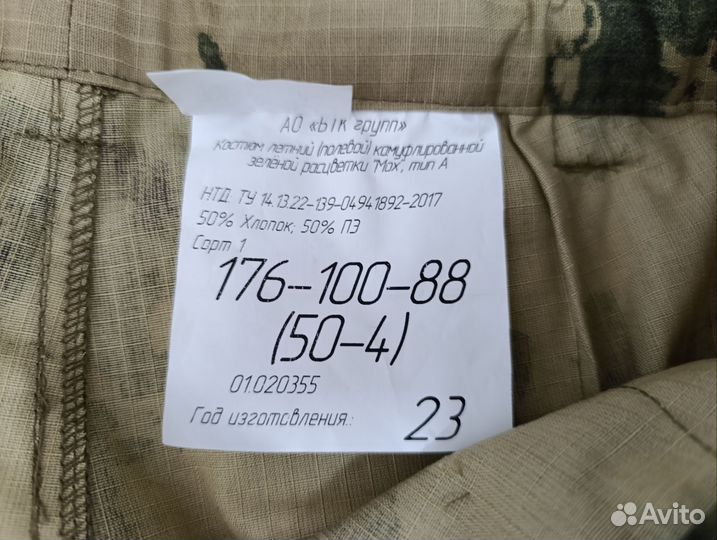 АО «БТК групп»
Костюм летний (полевой) камуфлированной
зелёной расцветки "Мох", тип А
НТД: ТУ 14.13.22-139-04941892-2017
50% Хлопок; 50% ПЭ
Сорт 1
176-100-88
(50-4)
01.020355
Год изготовления: 23
Avito